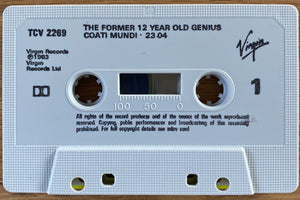 TCV 2269
THE FORMER 12 YEAR OLD GENIUS
COATI MUNDI · 23 04
Virgin Records
℗1983
Virgin
Records Ltd
Virgin
1
100 50 0
All rights of the record producer and of the owner of the work reproduced
reserved. Copying, public performances and broadcasting of this recording
prohibited. For full copyright details see inlay card